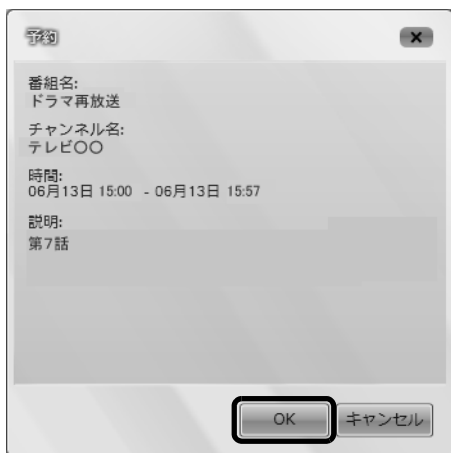 予約
番組名:
ドラマ再放送
チャンネル名:
テレビ〇〇
時間:
06月13日 15:00 - 06月13日 15:57
説明:
第7話
OK
キャンセル